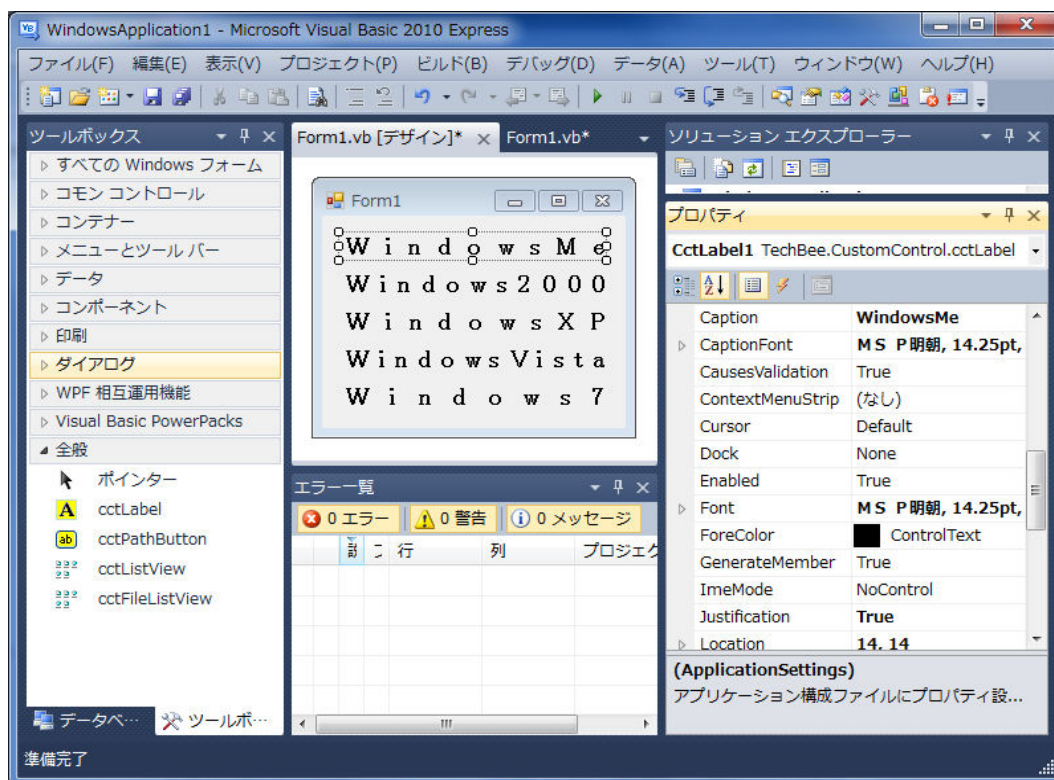 WindowsApplication1 - Microsoft Visual Basic 2010 Express
ファイル(F) 編集(E) 表示(V) プロジェクト(P) ビルド(B) デバッグ(D) データ(A) ツール(T) ウィンドウ(W) ヘルプ(H)
ツールボックス
すべての Windows フォーム
コモン コントロール
コンテナー
メニューとツール バー
データ
コンポーネント
印刷
ダイアログ
WPF 相互運用機能
Visual Basic PowerPacks
全般
ポインター
A cctLabel
ab cctPathButton
cctListView
cctFileListView
データベ… ツールボ…
Form1.vb [デザイン]* Form1.vb*
Form1
WindowsMe
Windows2000
WindowsXP
WindowsVista
Windows7
エラー一覧
0 エラー 0 警告 0 メッセージ
行 列 プロジェク
ソリューション エクスプローラー
プロパティ
CctLabel1 TechBee.CustomControl.cctLabel
Caption WindowsMe
CaptionFont ＭＳ Ｐ明朝, 14.25pt,
CausesValidation True
ContextMenuStrip (なし)
Cursor Default
Dock None
Enabled True
Font ＭＳ Ｐ明朝, 14.25pt,
ForeColor ControlText
GenerateMember True
ImeMode NoControl
Justification True
Location 14, 14
(ApplicationSettings)
アプリケーション構成ファイルにプロパティ設...
準備完了